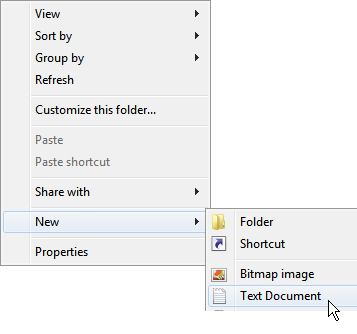 View
Sort by
Group by
Refresh
Customize this folder...
Paste
Paste shortcut
Share with
New
Properties
Folder
Shortcut
Bitmap image
Text Document